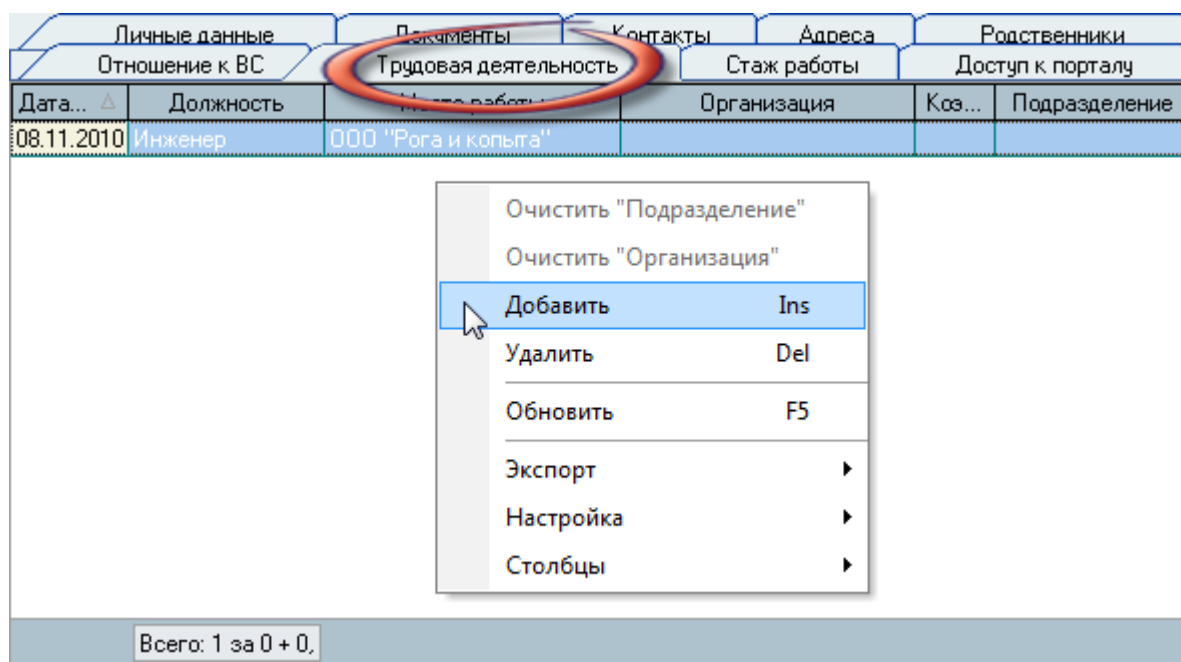 Личные данные Документы Контакты Адреса Родственники
Отношение к ВС Трудовая деятельность Стаж работы Доступ к порталу
Дата... Должность Место работы Организация Коэ... Подразделение
08.11.2010 Инженер ООО "Рога и копыта"
Очистить "Подразделение"
Очистить "Организация"
Добавить Ins
Удалить Del
Обновить F5
Экспорт
Настройка
Столбцы
Всего: 1 за 0 + 0,